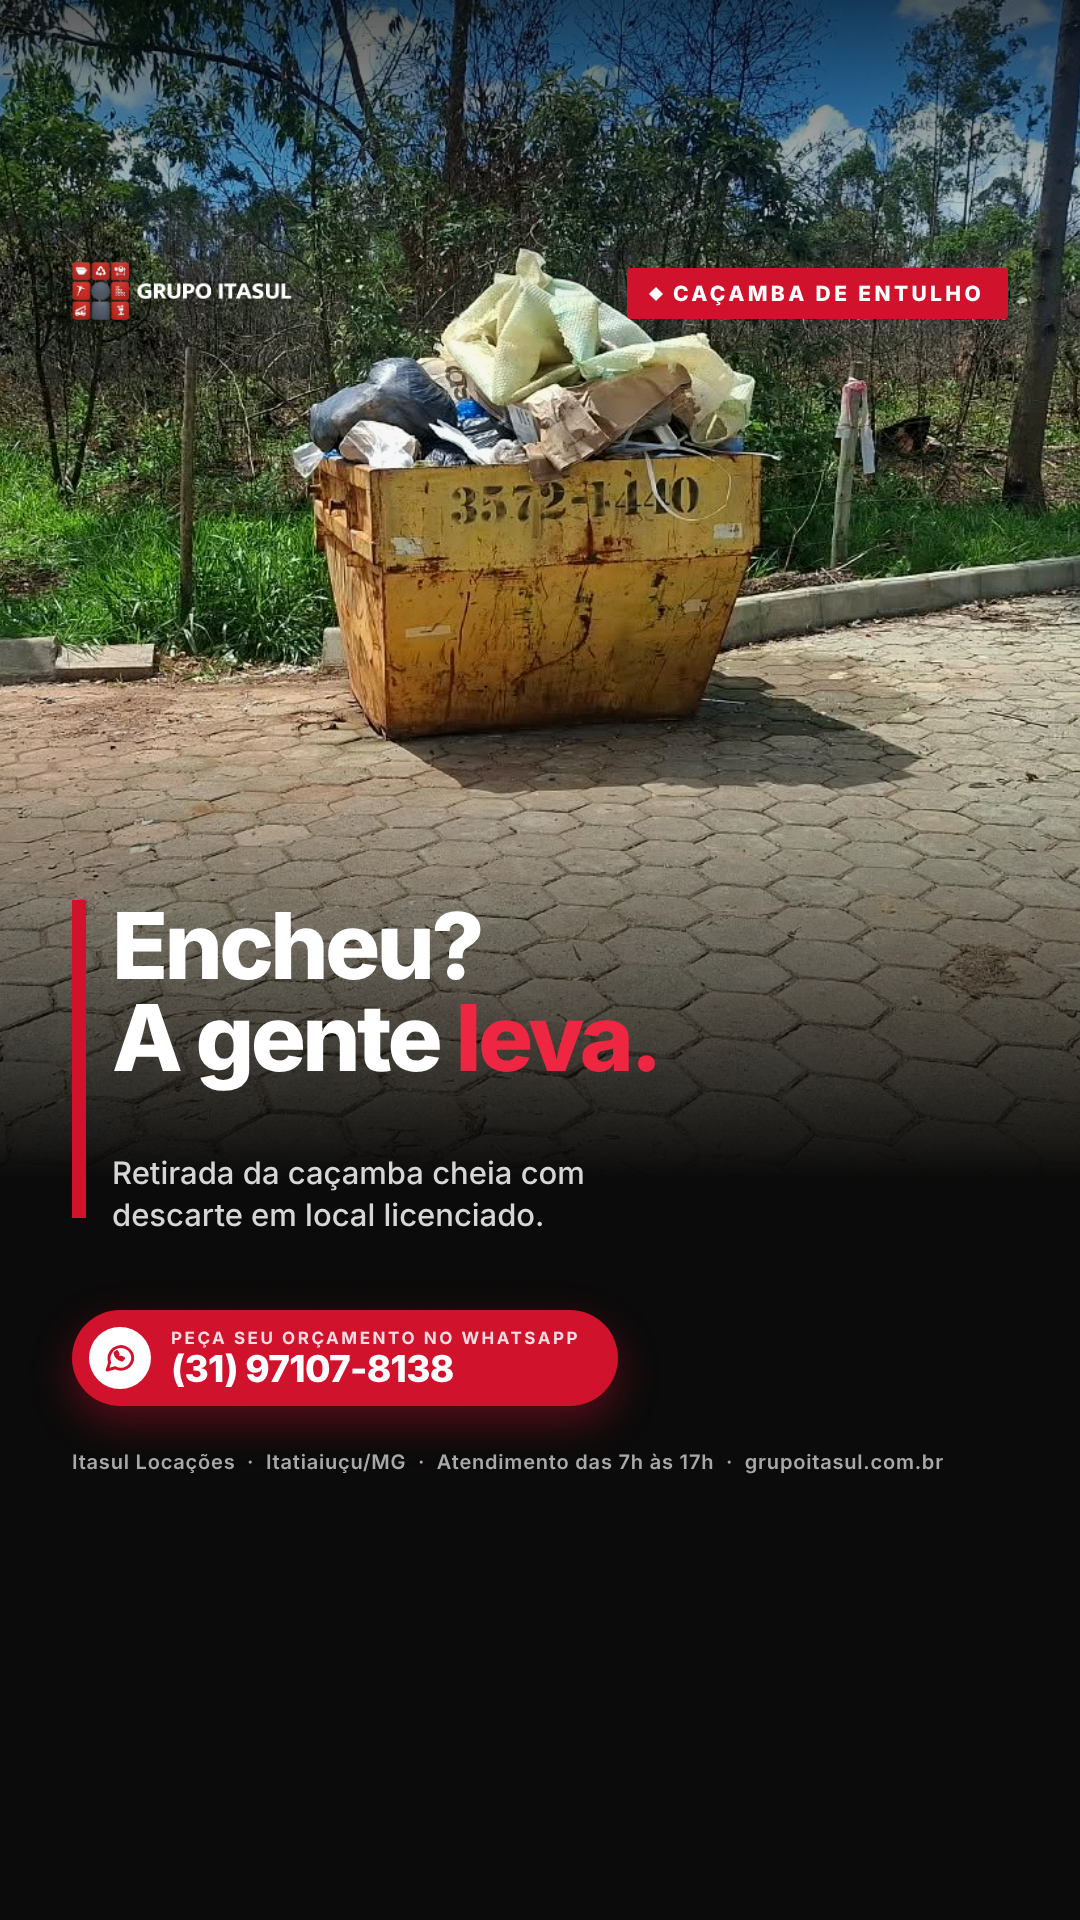 GRUPO ITASUL
◆ CAÇAMBA DE ENTULHO
3572-1440
Encheu?
A gente leva.
Retirada da caçamba cheia com
descarte em local licenciado.
PEÇA SEU ORÇAMENTO NO WHATSAPP
(31) 97107-8138
Itasul Locações · Itatiaiuçu/MG · Atendimento das 7h às 17h · grupoitasul.com.br